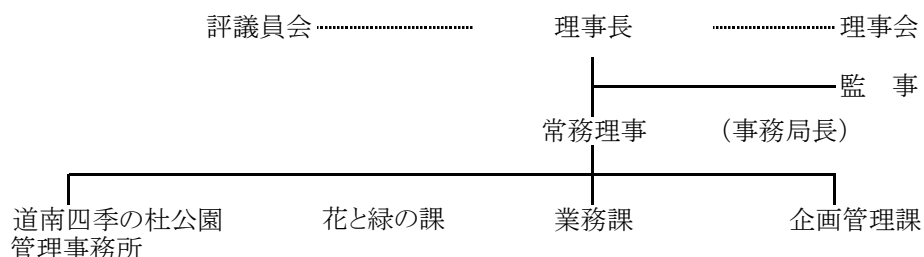 評議員会 理事長 理事会
監 事
常務理事 (事務局長)
道南四季の杜公園 花と緑の課 業務課 企画管理課
管理事務所